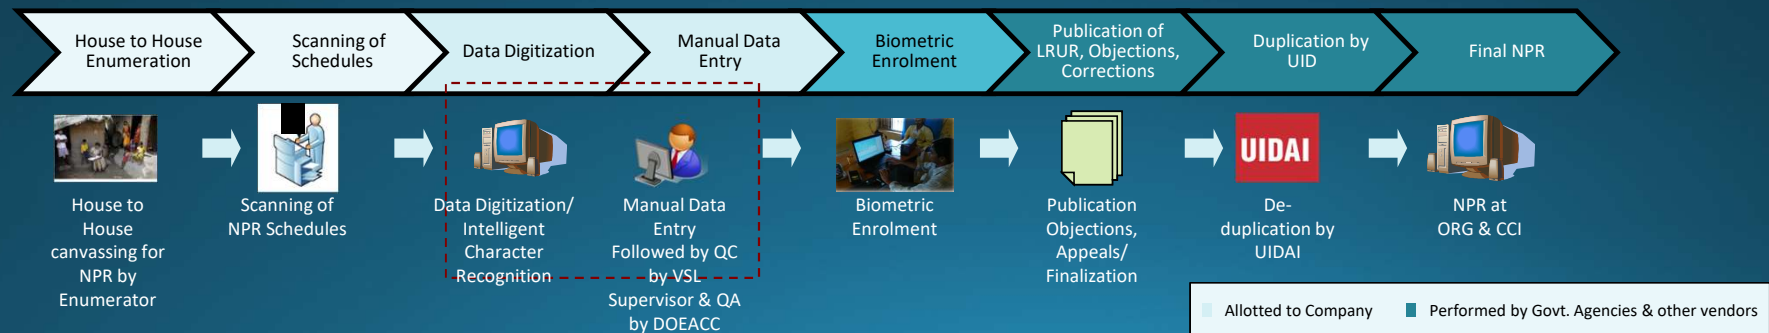 House to House
Enumeration
Scanning of
Schedules
Data Digitization
Manual Data
Entry
Biometric
Enrolment
Publication of
LRUR, Objections,
Corrections
Duplication by
UID
Final NPR
House to
House
canvassing for
NPR by
Enumerator
Scanning of
NPR Schedules
Data Digitization/
Intelligent
Character
Recognition
Manual Data
Entry
Followed by QC
by VSL
Supervisor & QA
by DOEACC
Biometric
Enrolment
Publication
Objections,
Appeals/
Finalization
UIDAI
De-
duplication by
UIDAI
NPR at
ORG & CCI
Allotted to Company
Performed by Govt. Agencies & other vendors